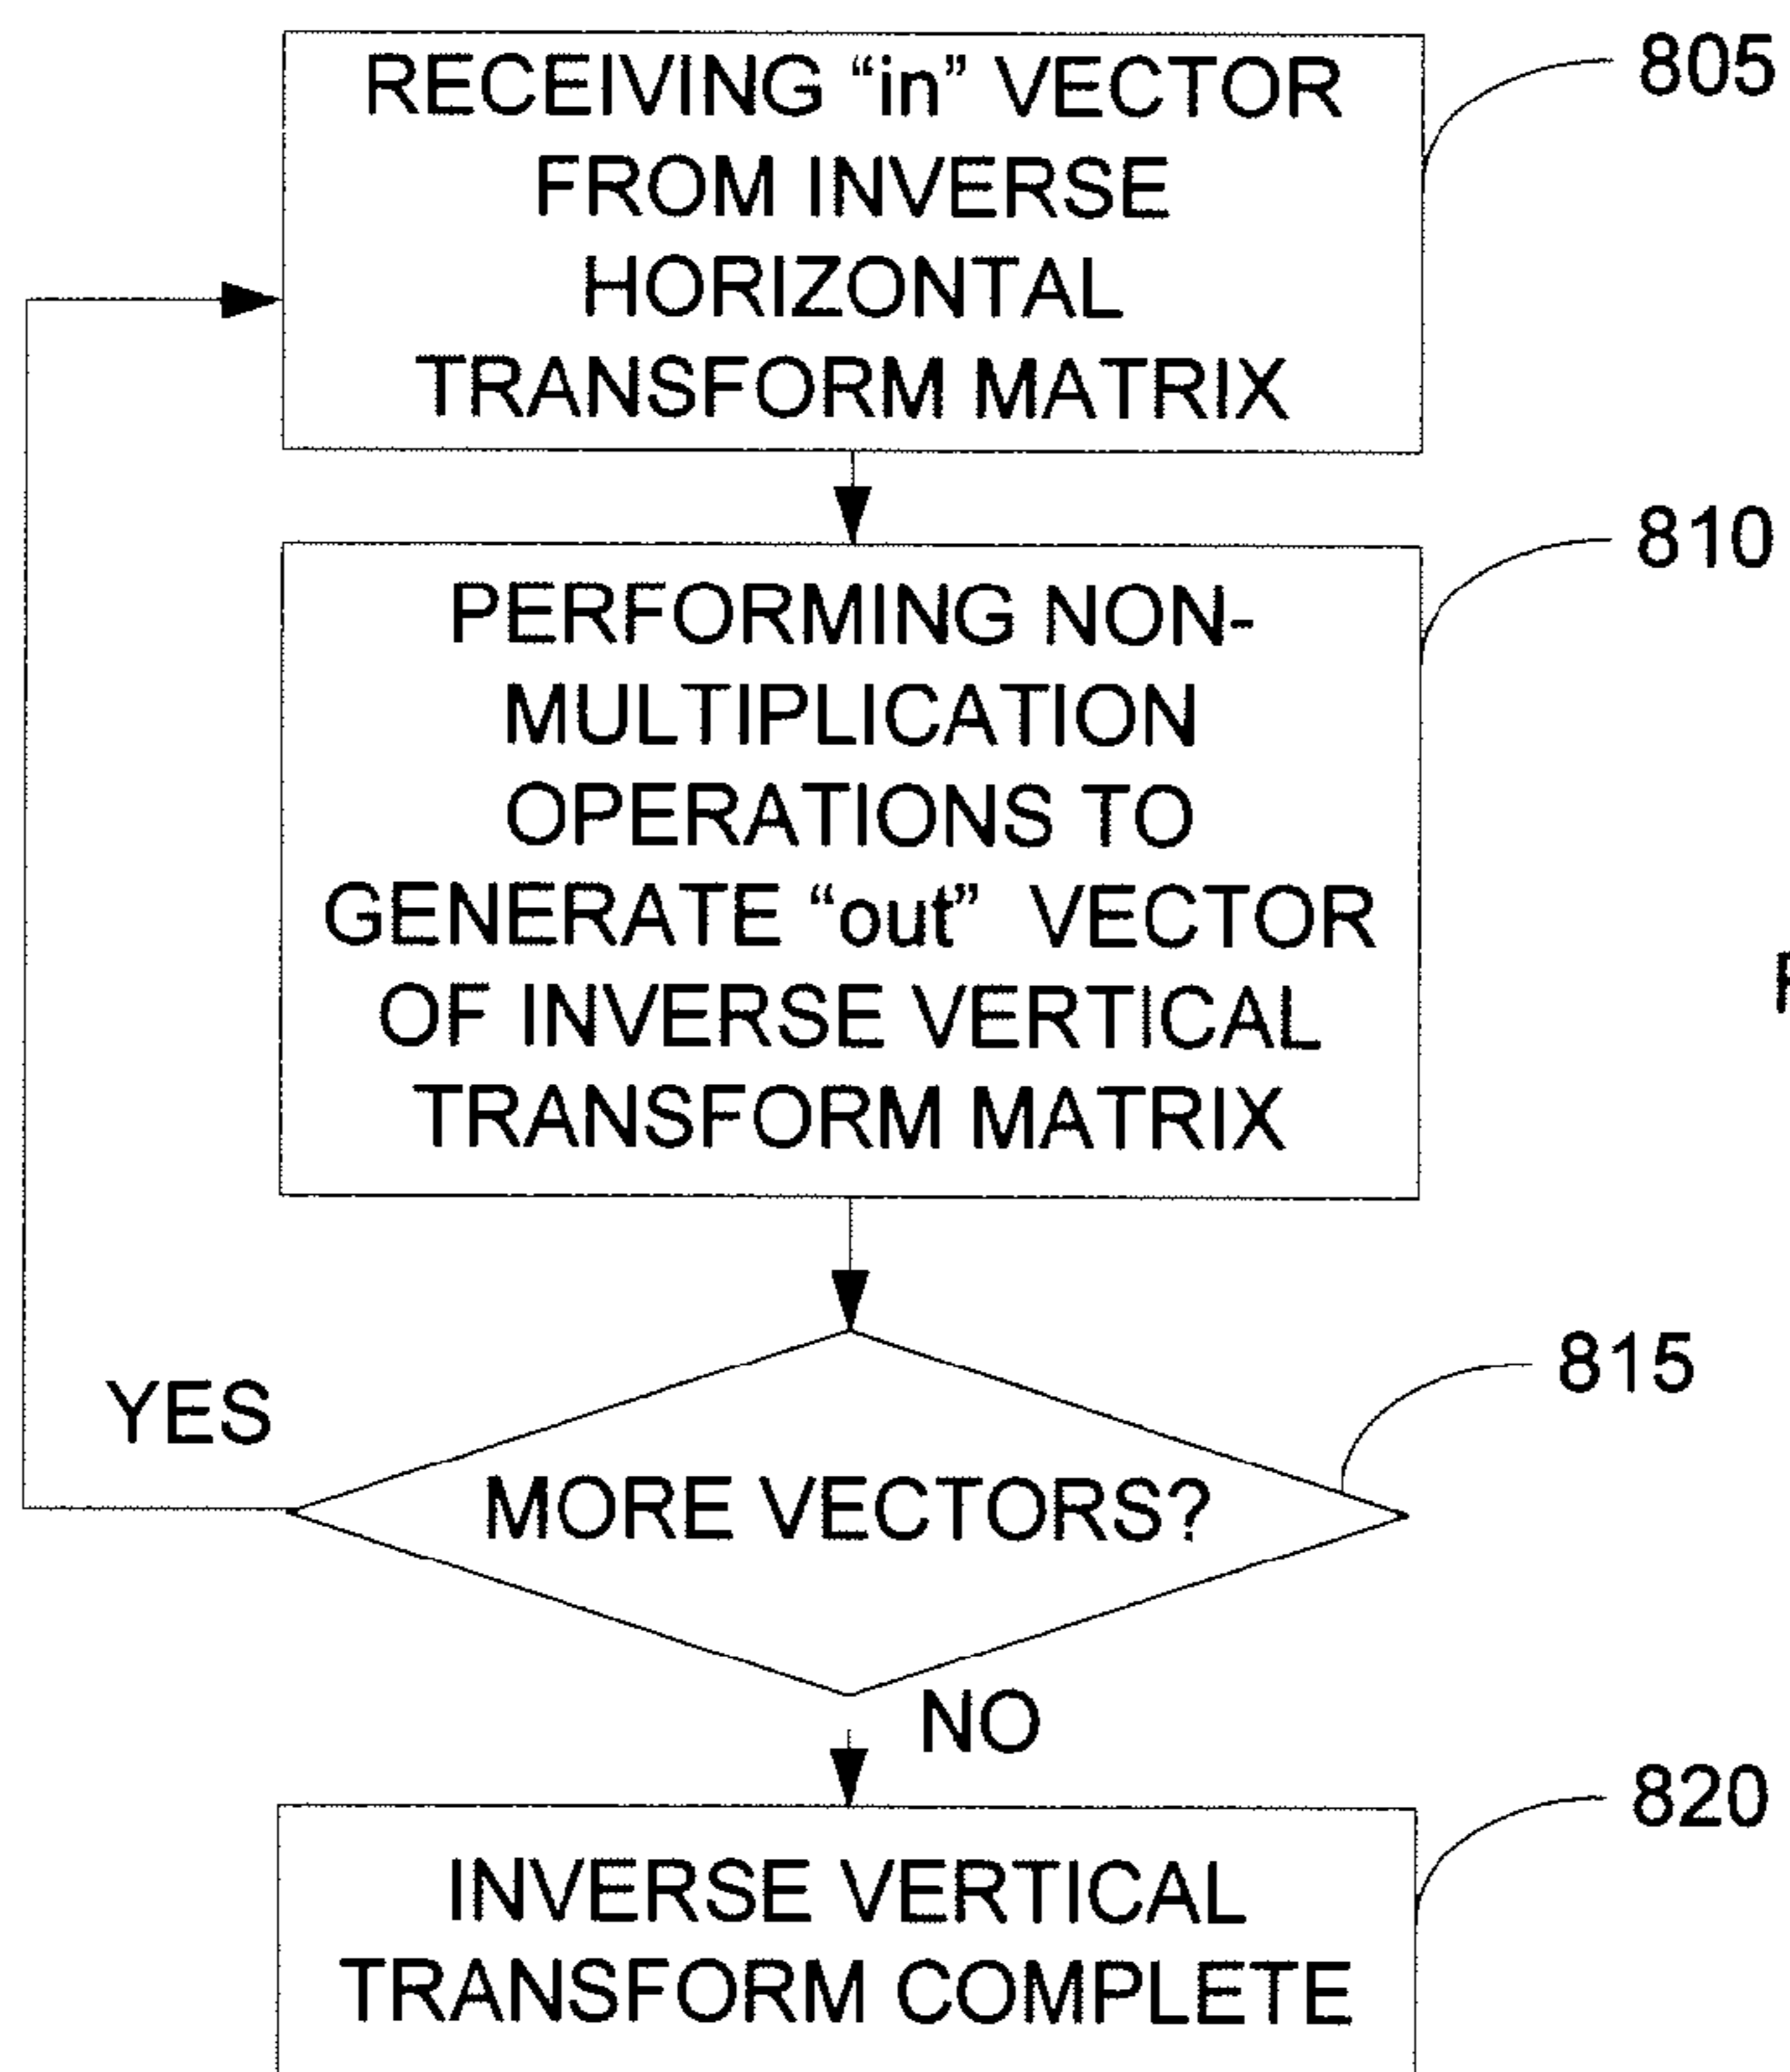 RECEIVING “in” VECTOR
FROM INVERSE
HORIZONTAL
TRANSFORM MATRIX
805
PERFORMING NON-
MULTIPLICATION
OPERATIONS TO
GENERATE “out” VECTOR
OF INVERSE VERTICAL
TRANSFORM MATRIX
810
YES
MORE VECTORS?
815
NO
INVERSE VERTICAL
TRANSFORM COMPLETE
820